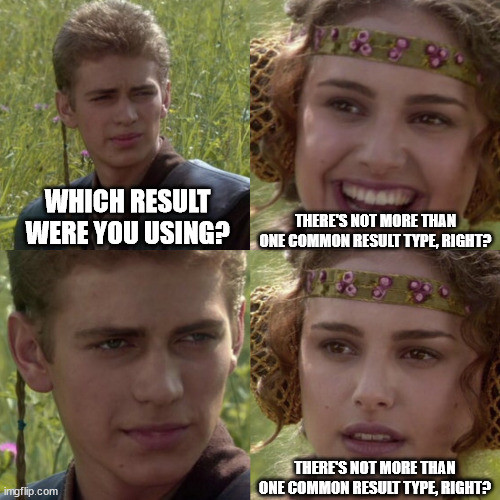 WHICH RESULT
WERE YOU USING?
THERE'S NOT MORE THAN
ONE COMMON RESULT TYPE, RIGHT?
THERE'S NOT MORE THAN
ONE COMMON RESULT TYPE, RIGHT?
imgflip.com